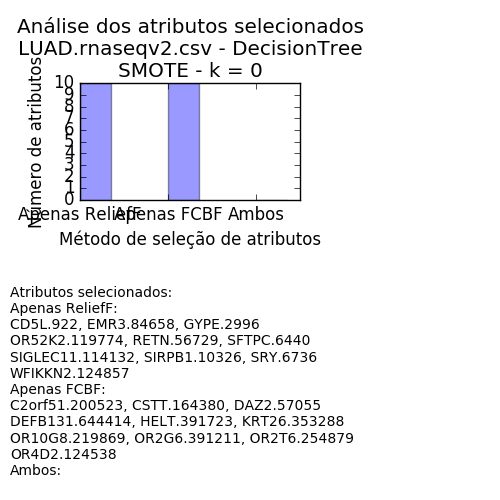 Análise dos atributos selecionados
LUAD.rnaseqv2.csv - DecisionTree
SMOTE - k = 0
Número de atributos
10
9
8
7
6
5
4
3
2
1
0
Apenas ReliefF
Apenas FCBF
Ambos
Método de seleção de atributos
Atributos selecionados:
Apenas ReliefF:
CD5L.922, EMR3.84658, GYPE.2996
OR52K2.119774, RETN.56729, SFTPC.6440
SIGLEC11.114132, SIRPB1.10326, SRY.6736
WFIKKN2.124857
Apenas FCBF:
C2orf51.200523, CSTT.164380, DAZ2.57055
DEFB131.644414, HELT.391723, KRT26.353288
OR10G8.219869, OR2G6.391211, OR2T6.254879
OR4D2.124538
Ambos: